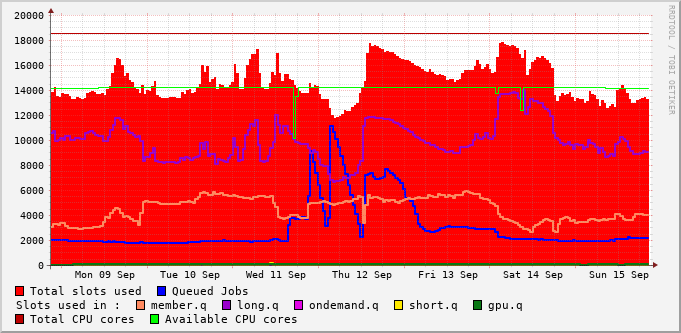 20000
18000
16000
14000
12000
10000
8000
6000
4000
2000
0
Mon 09 Sep Tue 10 Sep Wed 11 Sep Thu 12 Sep Fri 13 Sep Sat 14 Sep Sun 15 Sep
RRDTOOL / TOBI OETIKER
Total slots used Queued Jobs
Slots used in : member.q long.q ondemand.q short.q gpu.q
Total CPU cores Available CPU cores